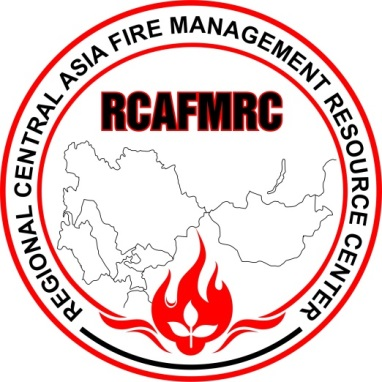 REGIONAL CENTRAL ASIA FIRE MANAGEMENT RESOURCE CENTER
RCAFMRC